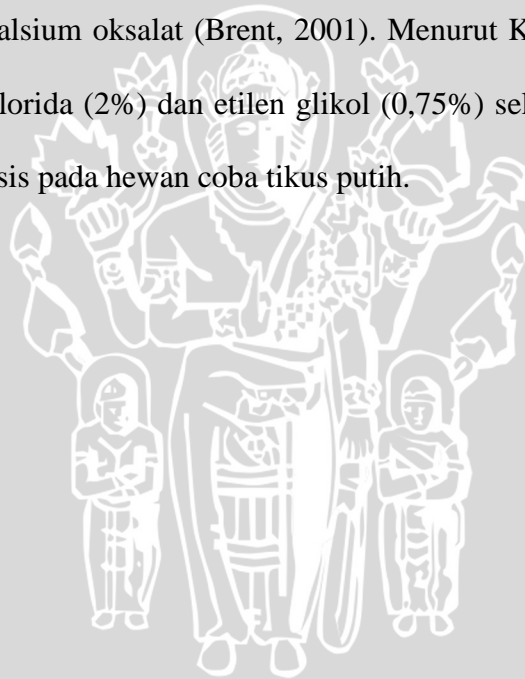 alsium oksalat (Brent, 2001). Menurut K
lorida (2%) dan etilen glikol (0,75%) sel
sis pada hewan coba tikus putih.